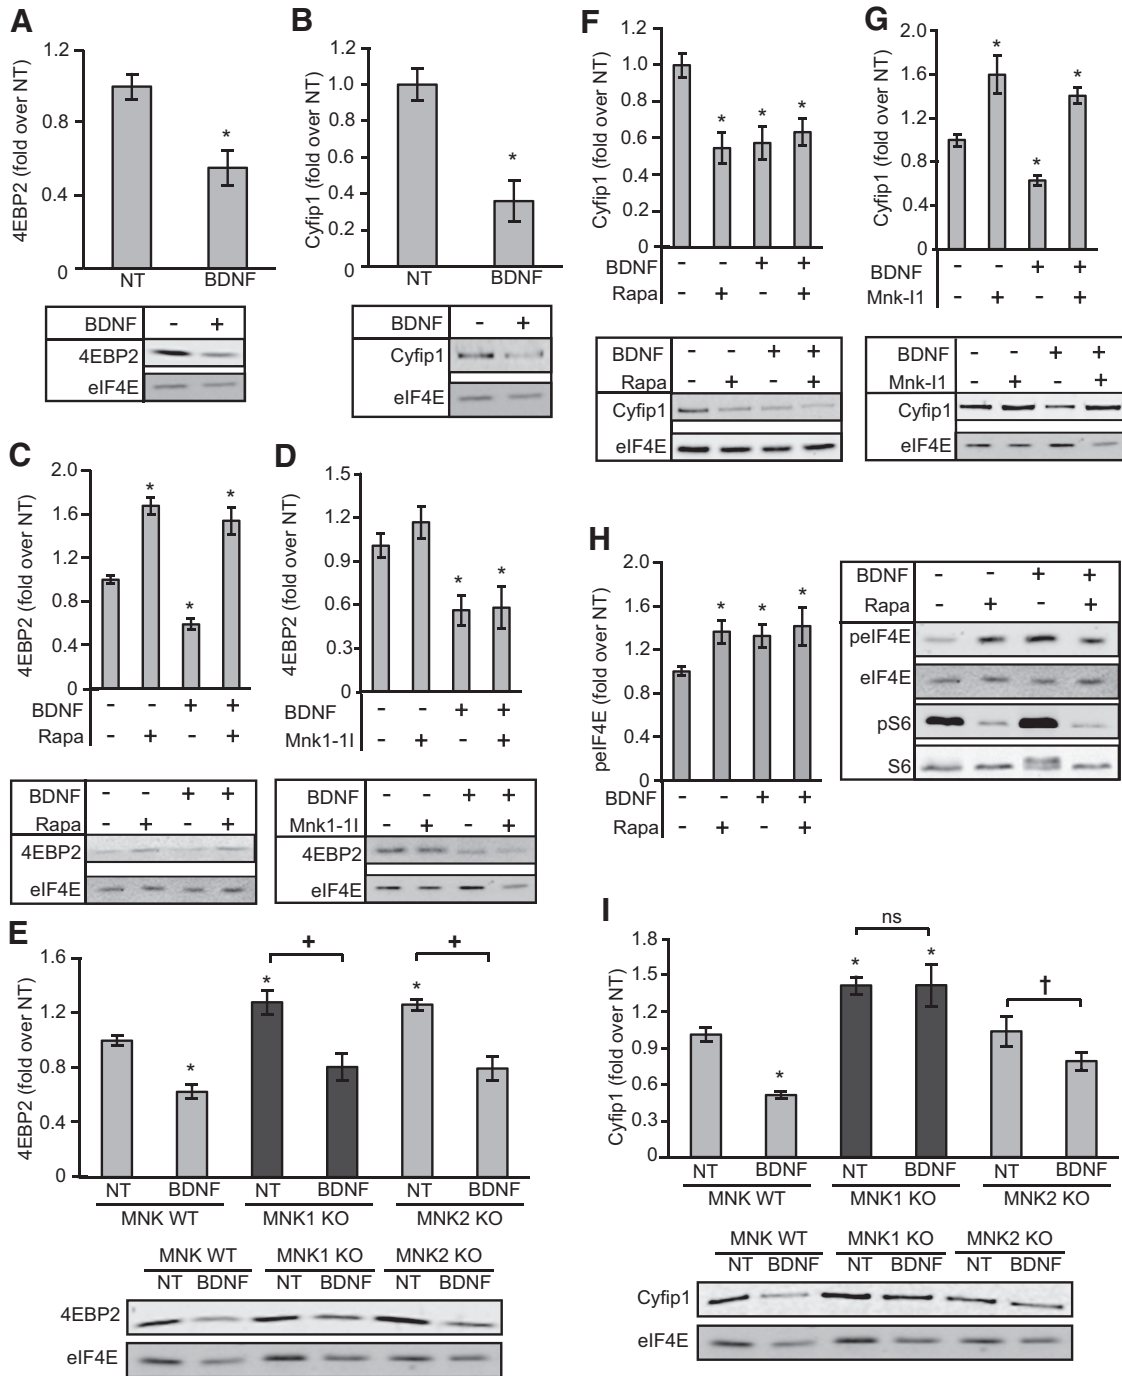 A
4EBP2 (fold over NT)
1.2
0.8
0.4
0
*
NT BDNF
BDNF - +
4EBP2
eIF4E
B
Cyfip1 (fold over NT)
1.2
1.0
0.8
0.6
0.4
0.2
0
*
NT BDNF
BDNF - +
Cyfip1
eIF4E
C
4EBP2 (fold over NT)
2.0
1.6
1.2
0.8
0.4
0
* * *
BDNF - - + +
Rapa - + - +
BDNF - - + +
Rapa - + - +
4EBP2
eIF4E
D
4EBP2 (fold over NT)
1.5
1.2
0.9
0.6
0.3
0
* *
BDNF - - + +
Mnk1-1I - + - +
BDNF - - + +
Mnk1-1I - + - +
4EBP2
eIF4E
E
4EBP2 (fold over NT)
1.6
1.2
0.8
0.4
0
+ +
* * *
NT BDNF NT BDNF NT BDNF
MNK WT MNK1 KO MNK2 KO
MNK WT MNK1 KO MNK2 KO
NT BDNF NT BDNF NT BDNF
4EBP2
eIF4E
F
Cyfip1 (fold over NT)
1.2
1.0
0.8
0.6
0.4
0.2
0
* * *
BDNF - - + +
Rapa - + - +
BDNF - - + +
Rapa - + - +
Cyfip1
eIF4E
G
Cyfip1 (fold over NT)
2.0
1.6
1.2
0.8
0.4
0
* * *
BDNF - - + +
Mnk-I1 - + - +
BDNF - - + +
Mnk-I1 - + - +
Cyfip1
eIF4E
H
peIF4E (fold over NT)
2.0
1.6
1.2
0.8
0.4
0
* * *
BDNF - - + +
Rapa - + - +
BDNF - - + +
Rapa - + - +
peIF4E
eIF4E
pS6
S6
I
Cyfip1 (fold over NT)
1.8
1.5
1.2
0.9
0.6
0.3
0
ns
†
* * *
NT BDNF NT BDNF NT BDNF
MNK WT MNK1 KO MNK2 KO
MNK WT MNK1 KO MNK2 KO
NT BDNF NT BDNF NT BDNF
Cyfip1
eIF4E